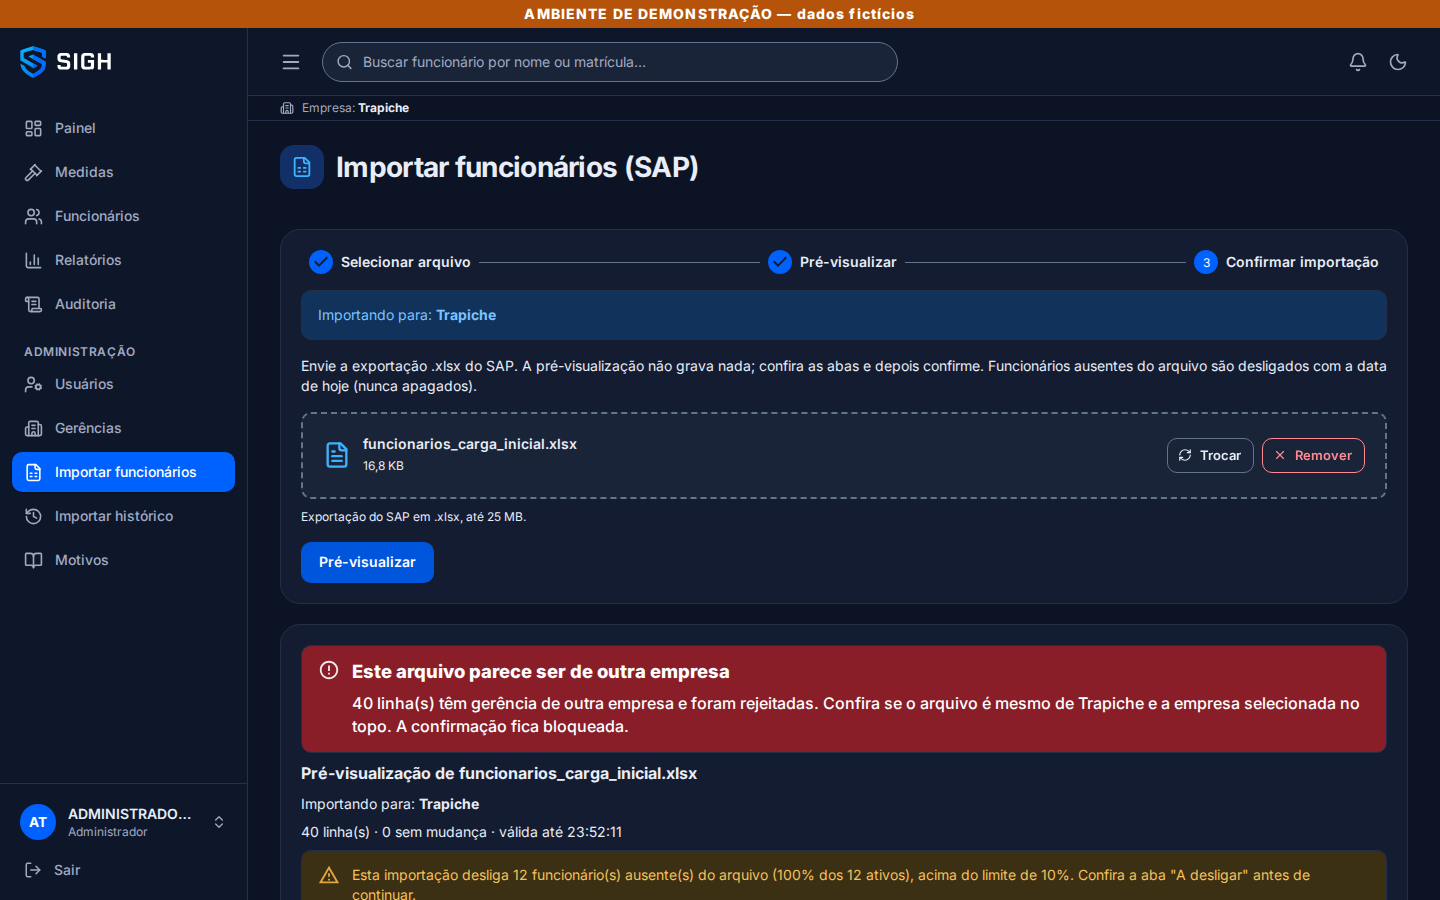 AMBIENTE DE DEMONSTRAÇÃO — dados fictícios
SIGH
Buscar funcionário por nome ou matrícula...
Empresa: Trapiche
Painel
Medidas
Funcionários
Relatórios
Auditoria
ADMINISTRAÇÃO
Usuários
Gerências
Importar funcionários
Importar histórico
Motivos
AT
ADMINISTRADO...
Administrador
Sair
Importar funcionários (SAP)
Selecionar arquivo
Pré-visualizar
3 Confirmar importação
Importando para: Trapiche
Envie a exportação .xlsx do SAP. A pré-visualização não grava nada; confira as abas e depois confirme. Funcionários ausentes do arquivo são desligados com a data
de hoje (nunca apagados).
funcionarios_carga_inicial.xlsx
16,8 KB
Trocar
Remover
Exportação do SAP em .xlsx, até 25 MB.
Pré-visualizar
Este arquivo parece ser de outra empresa
40 linha(s) têm gerência de outra empresa e foram rejeitadas. Confira se o arquivo é mesmo de Trapiche e a empresa selecionada no
topo. A confirmação fica bloqueada.
Pré-visualização de funcionarios_carga_inicial.xlsx
Importando para: Trapiche
40 linha(s) · 0 sem mudança · válida até 23:52:11
Esta importação desliga 12 funcionário(s) ausente(s) do arquivo (100% dos 12 ativos), acima do limite de 10%. Confira a aba "A desligar" antes de
continuar.